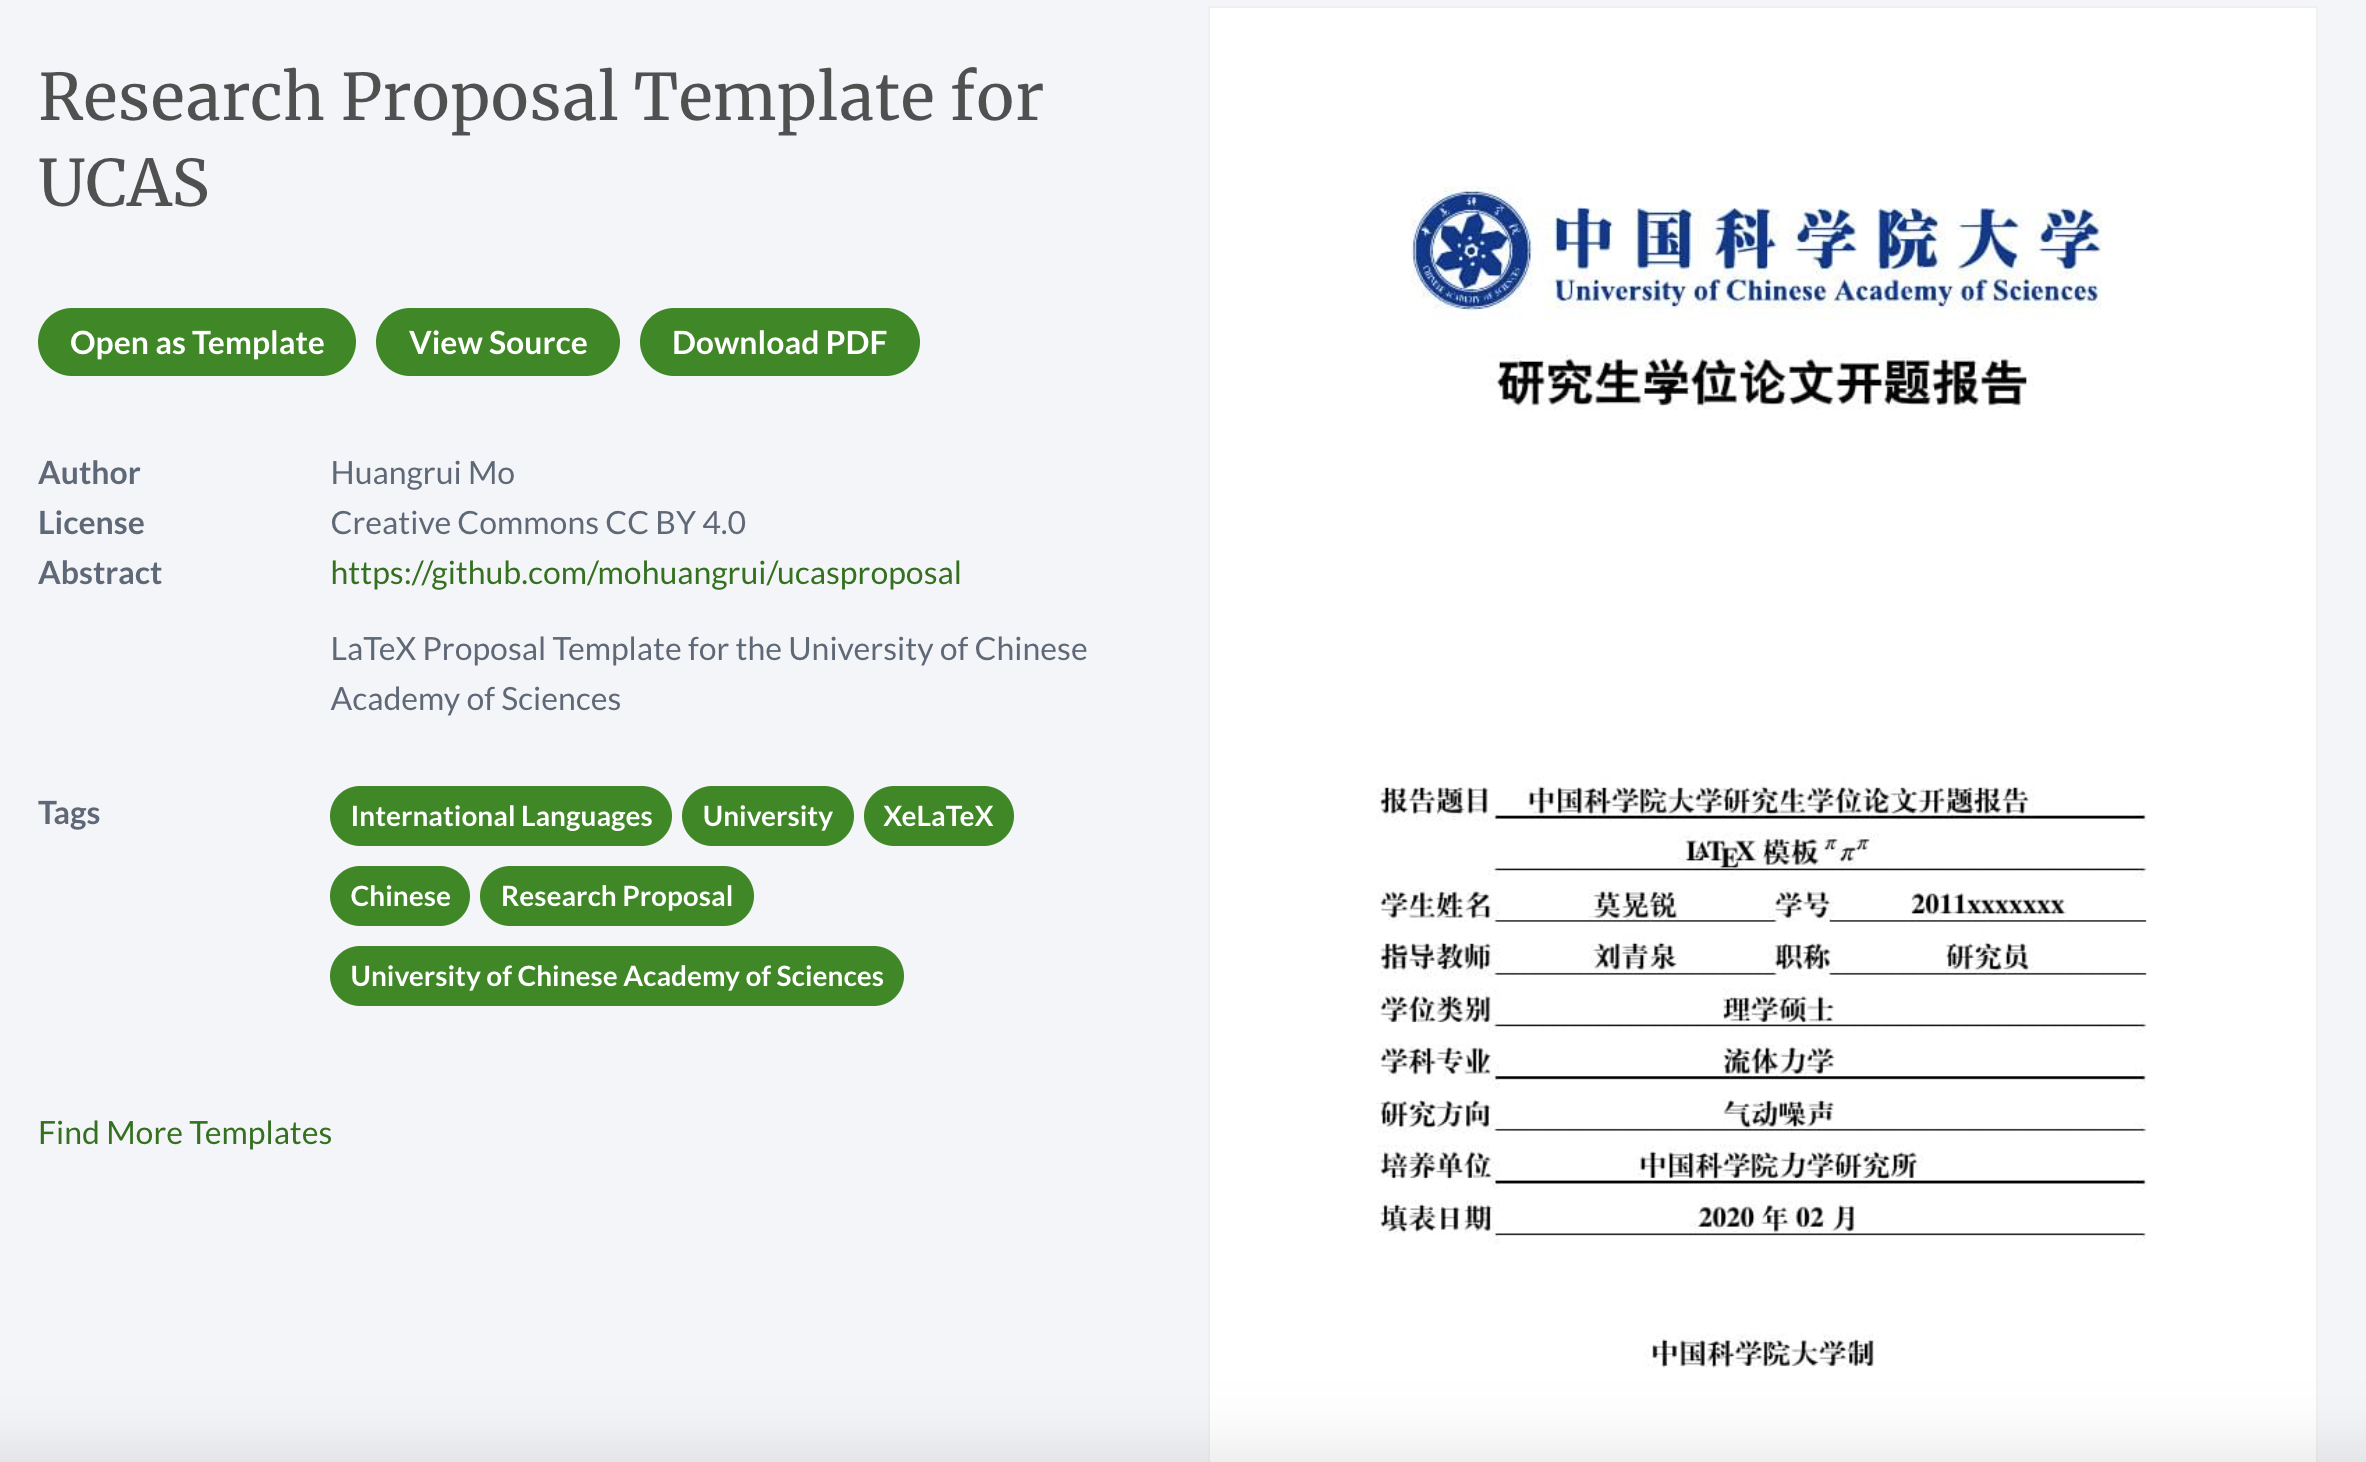 Research Proposal Template for
UCAS
Open as Template View Source Download PDF
Author Huangrui Mo
License Creative Commons CC BY 4.0
Abstract https://github.com/mohuangrui/ucasproposal
LaTeX Proposal Template for the University of Chinese
Academy of Sciences
Tags International Languages University XeLaTeX
Chinese Research Proposal
University of Chinese Academy of Sciences
Find More Templates
中国科学院大学
University of Chinese Academy of Sciences
研究生学位论文开题报告
报告题目 中国科学院大学研究生学位论文开题报告
LATEX 模板 π π π
学生姓名 莫晃锐 学号 2011xxxxxxx
指导教师 刘青泉 职称 研究员
学位类别 理学硕士
学科专业 流体力学
研究方向 气动噪声
培养单位 中国科学院力学研究所
填表日期 2020 年 02 月
中国科学院大学制